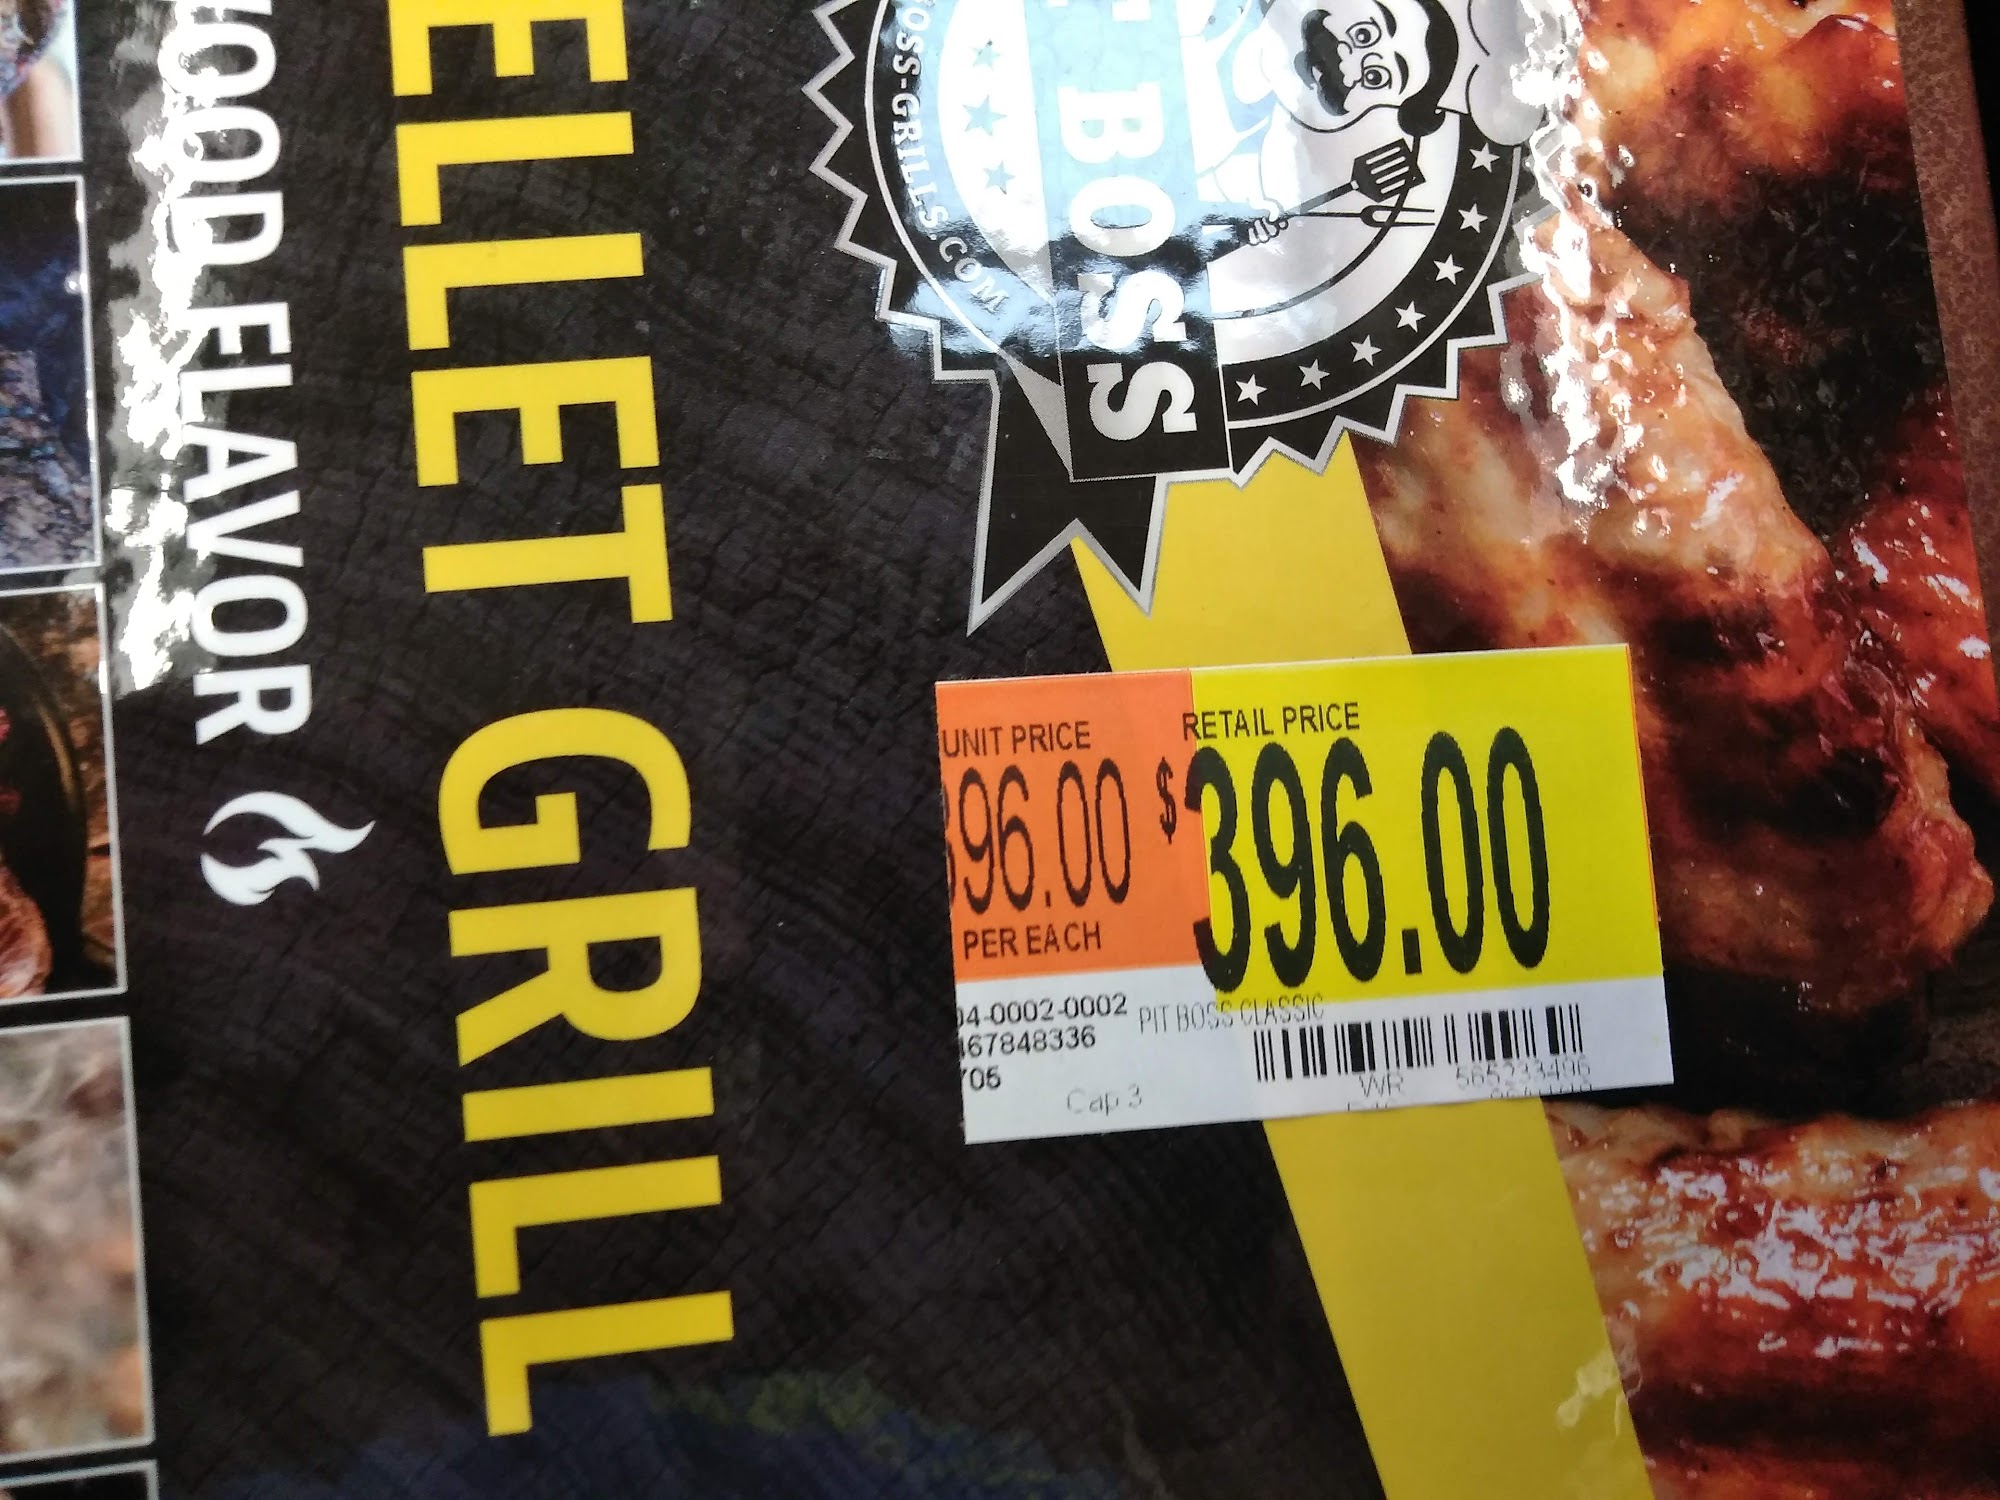 ELLET GRILL
OOD FLAVOR
BOSS
OSS-GRILLS.COM
UNIT PRICE
96.00
PER EACH
RETAIL PRICE
$396.00
04-0002-0002
PIT BOSS CLASSIC
467848336
705
Cap 3
WR
565233496